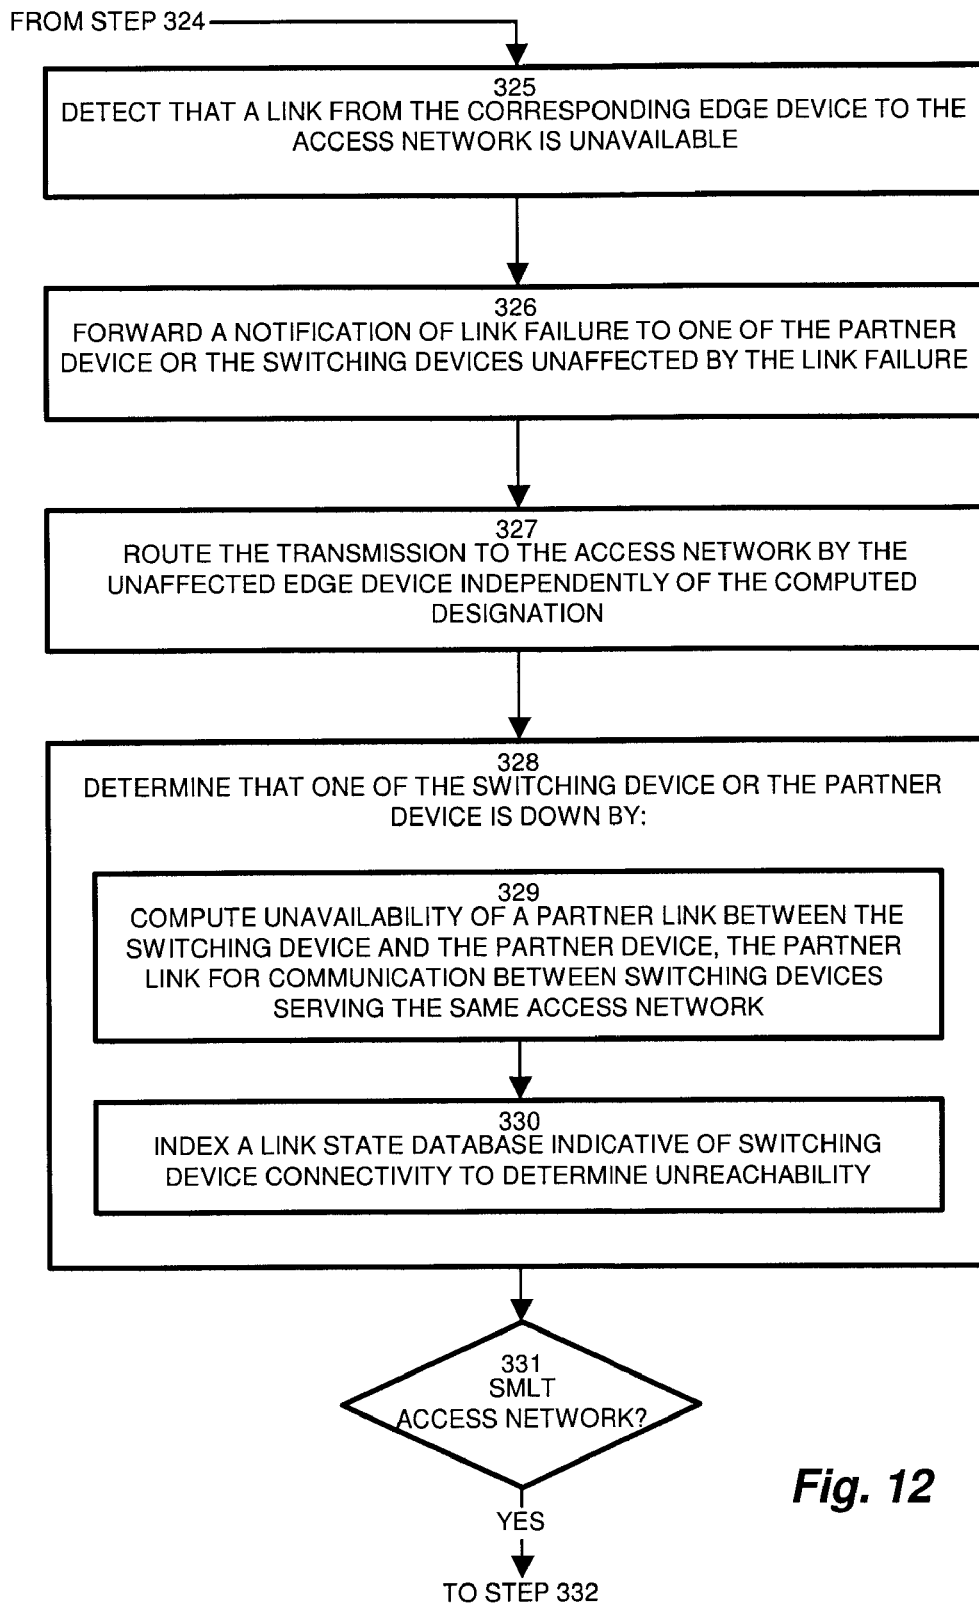 FROM STEP 324
325
DETECT THAT A LINK FROM THE CORRESPONDING EDGE DEVICE TO THE
ACCESS NETWORK IS UNAVAILABLE
326
FORWARD A NOTIFICATION OF LINK FAILURE TO ONE OF THE PARTNER
DEVICE OR THE SWITCHING DEVICES UNAFFECTED BY THE LINK FAILURE
327
ROUTE THE TRANSMISSION TO THE ACCESS NETWORK BY THE
UNAFFECTED EDGE DEVICE INDEPENDENTLY OF THE COMPUTED
DESIGNATION
328
DETERMINE THAT ONE OF THE SWITCHING DEVICE OR THE PARTNER
DEVICE IS DOWN BY:
329
COMPUTE UNAVAILABILITY OF A PARTNER LINK BETWEEN THE
SWITCHING DEVICE AND THE PARTNER DEVICE, THE PARTNER
LINK FOR COMMUNICATION BETWEEN SWITCHING DEVICES
SERVING THE SAME ACCESS NETWORK
330
INDEX A LINK STATE DATABASE INDICATIVE OF SWITCHING
DEVICE CONNECTIVITY TO DETERMINE UNREACHABILITY
331
SMLT
ACCESS NETWORK?
Fig. 12
YES
TO STEP 332